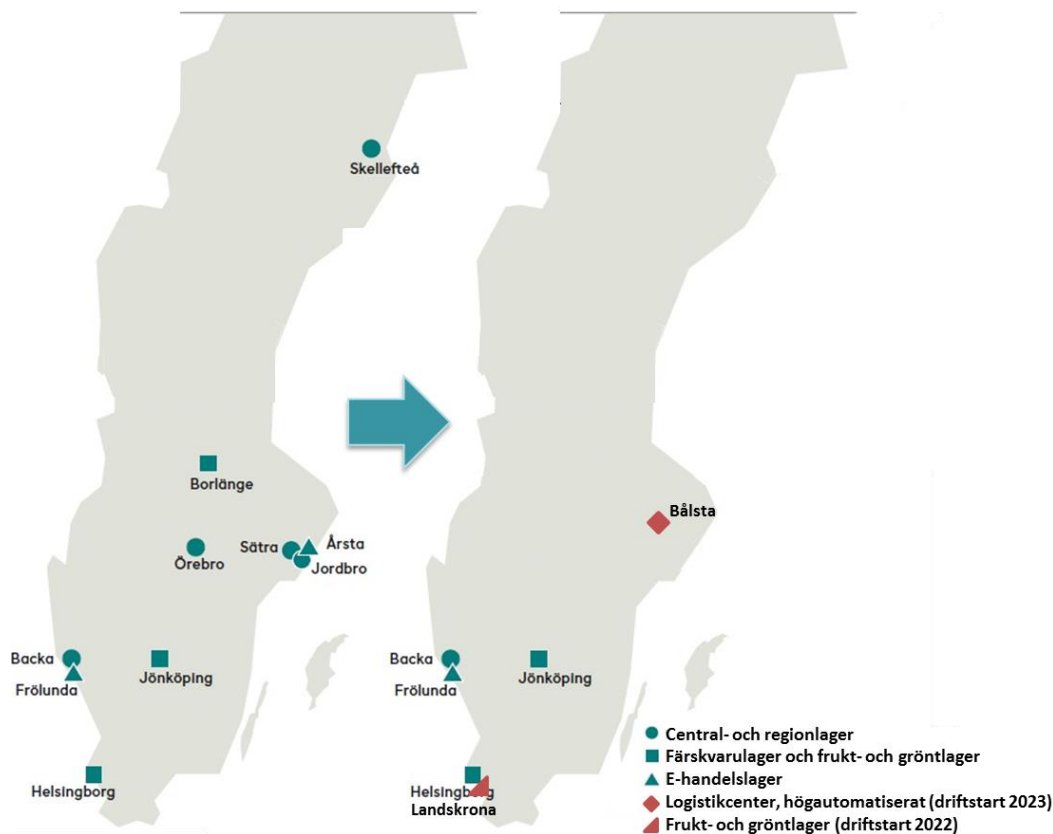 Skellefteå
Borlänge
Örebro
Sätra
Årsta
Jordbro
Backa
Frölunda
Jönköping
Helsingborg
Bålsta
Backa
Frölunda
Jönköping
Helsingborg
Landskrona
Central- och regionlager
Färskvarulager och frukt- och gröntlager
E-handelslager
Logistikcenter, högautomatiserat (driftstart 2023)
Frukt- och gröntlager (driftstart 2022)